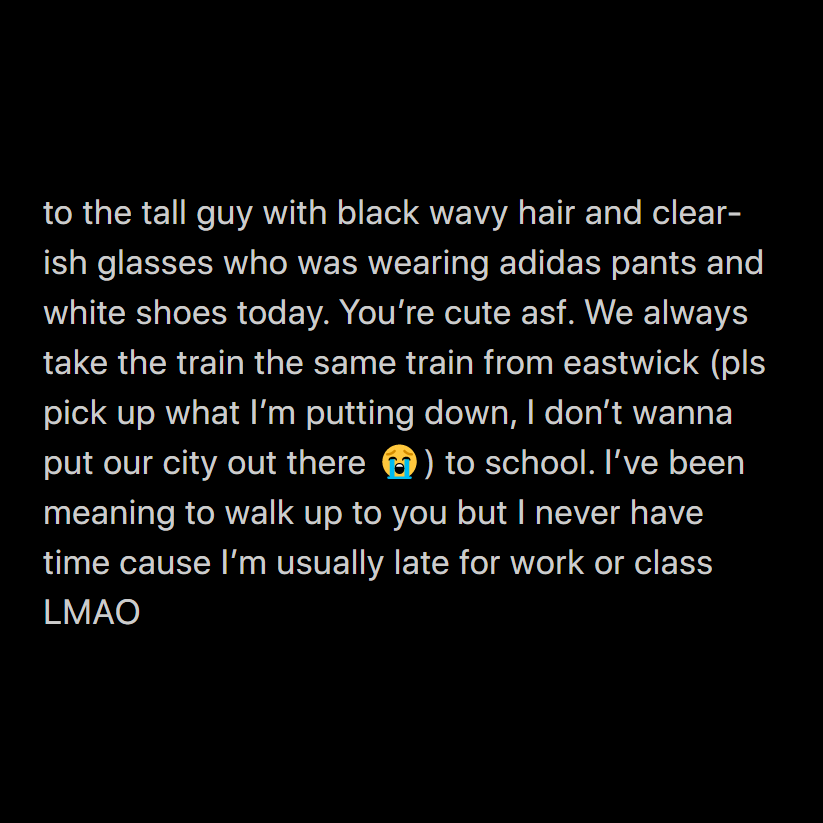 to the tall guy with black wavy hair and clear-
ish glasses who was wearing adidas pants and
white shoes today. You’re cute asf. We always
take the train the same train from eastwick (pls
pick up what I’m putting down, I don’t wanna
put our city out there 😭) to school. I’ve been
meaning to walk up to you but I never have
time cause I’m usually late for work or class
LMAO